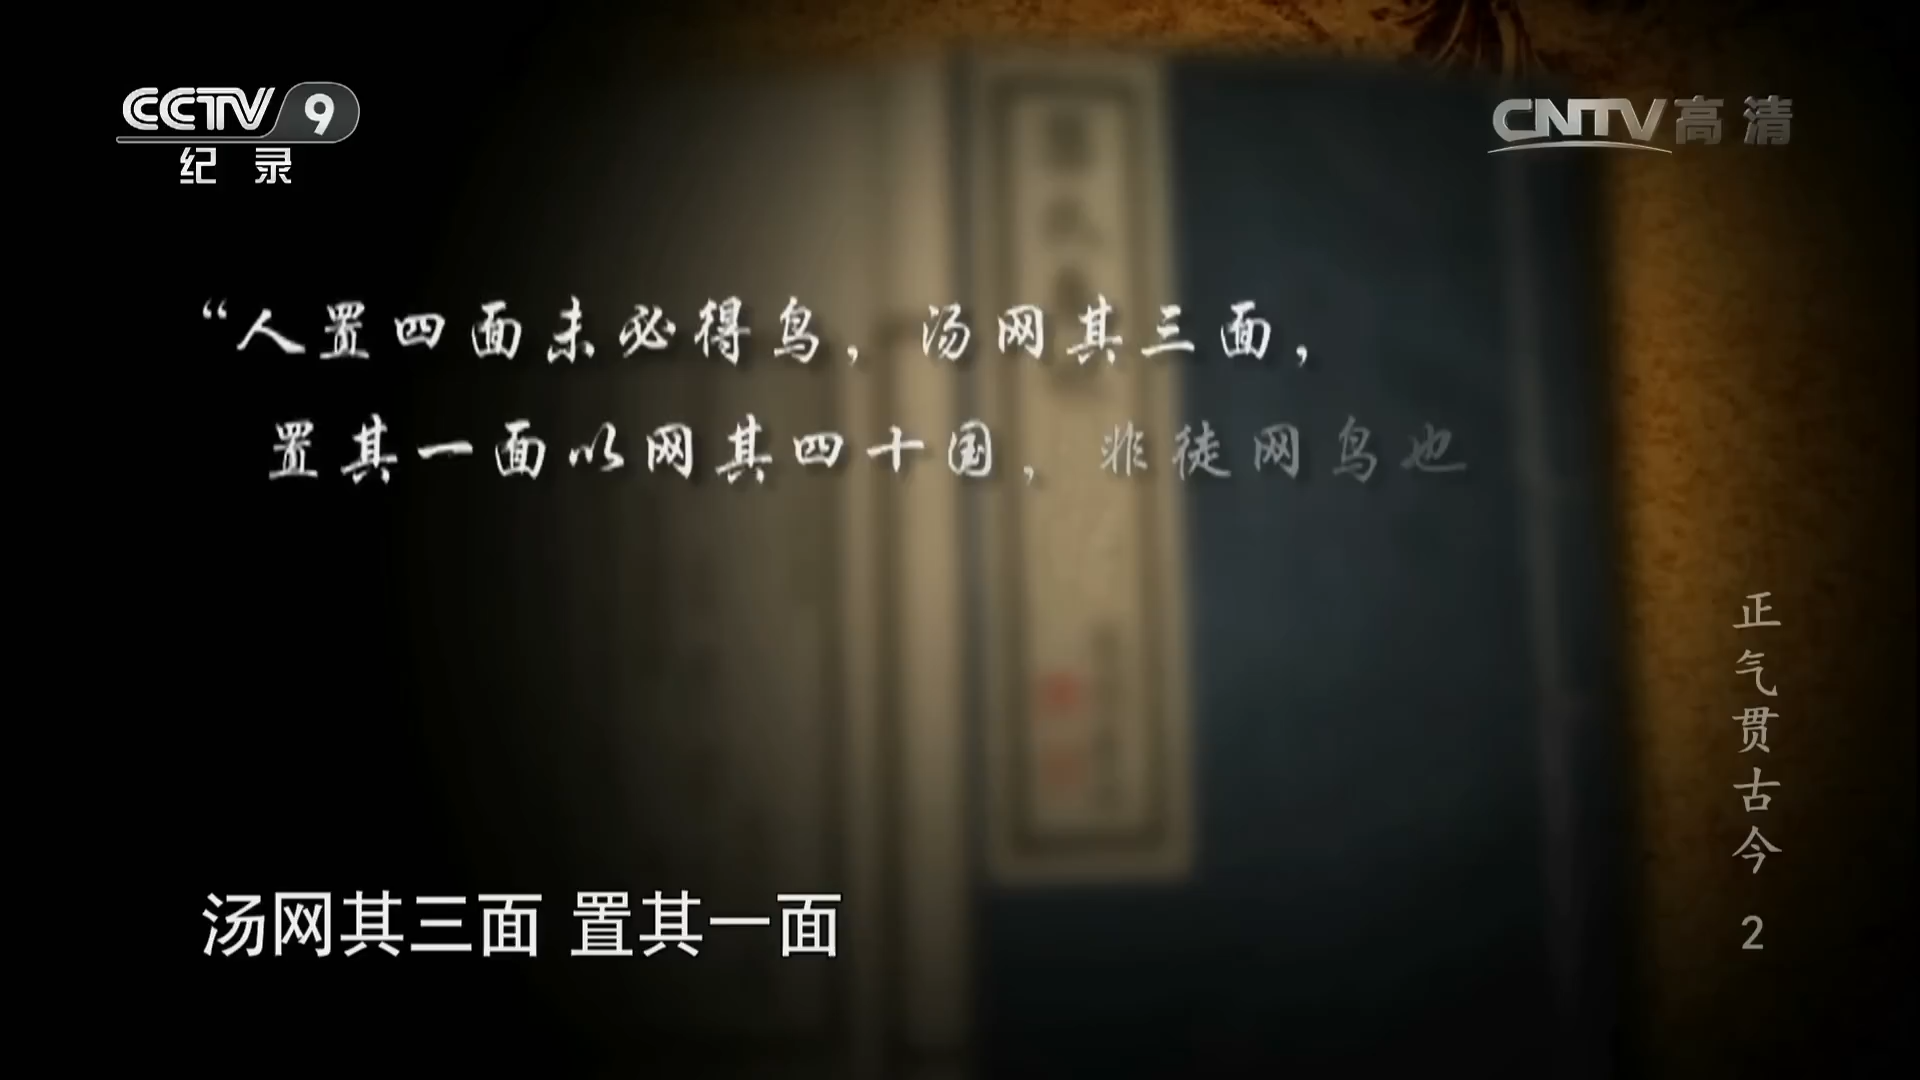 CCTV 9
纪录
CNTV高清
“人置四面未必得鸟，汤网其三面，
置其一面以网其四十国，非徒网鸟也
正气贯古今 2
汤网其三面 置其一面